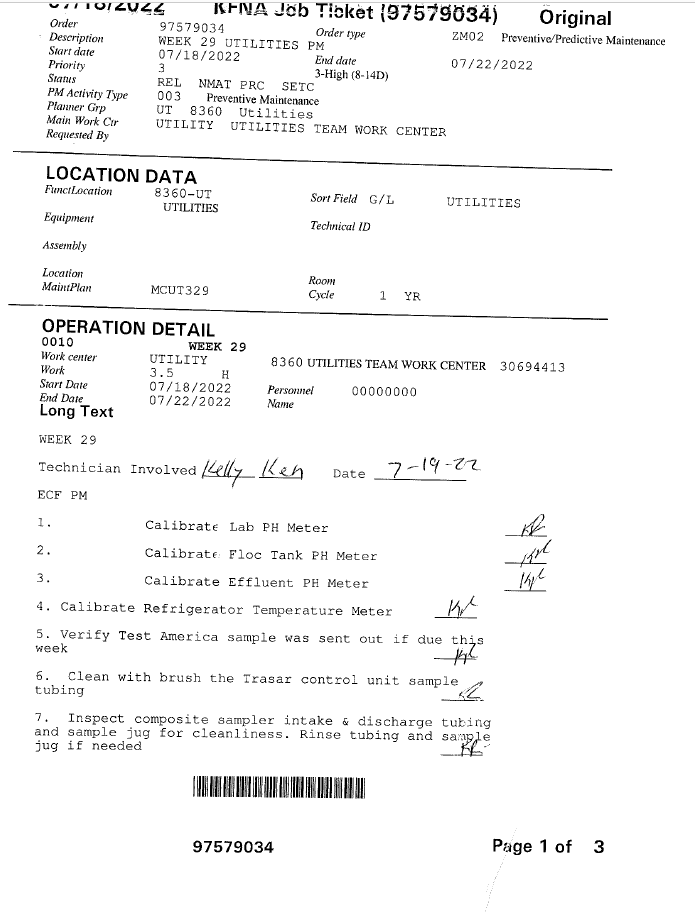 07/18/2022 KFNA Job Ticket (97579034) Original
Order 97579034 Order type ZM02 Preventive/Predictive Maintenance
Description WEEK 29 UTILITIES PM
Start date 07/18/2022 End date 07/22/2022
Priority 3 3-High (8-14D)
Status REL NMAT PRC SETC
PM Activity Type 003 Preventive Maintenance
Planner Grp UT 8360 Utilities
Main Work Ctr UTILITY UTILITIES TEAM WORK CENTER
Requested By
LOCATION DATA
FunctLocation 8360-UT Sort Field G/L UTILITIES
UTILITIES
Equipment Technical ID
Assembly
Location Room
MaintPlan MCUT329 Cycle 1 YR
OPERATION DETAIL
0010 WEEK 29
Work center UTILITY 8360 UTILITIES TEAM WORK CENTER 30694413
Work 3.5 H
Start Date 07/18/2022 Personnel 00000000
End Date 07/22/2022 Name
Long Text
WEEK 29
Technician Involved Kelly Ken Date 7-19-22
ECF PM
1. Calibrate Lab PH Meter
2. Calibrate Floc Tank PH Meter
3. Calibrate Effluent PH Meter
4. Calibrate Refrigerator Temperature Meter
5. Verify Test America sample was sent out if due this
week
6. Clean with brush the Trasar control unit sample
tubing
7. Inspect composite sampler intake & discharge tubing
and sample jug for cleanliness. Rinse tubing and sample
jug if needed
97579034 Page 1 of 3